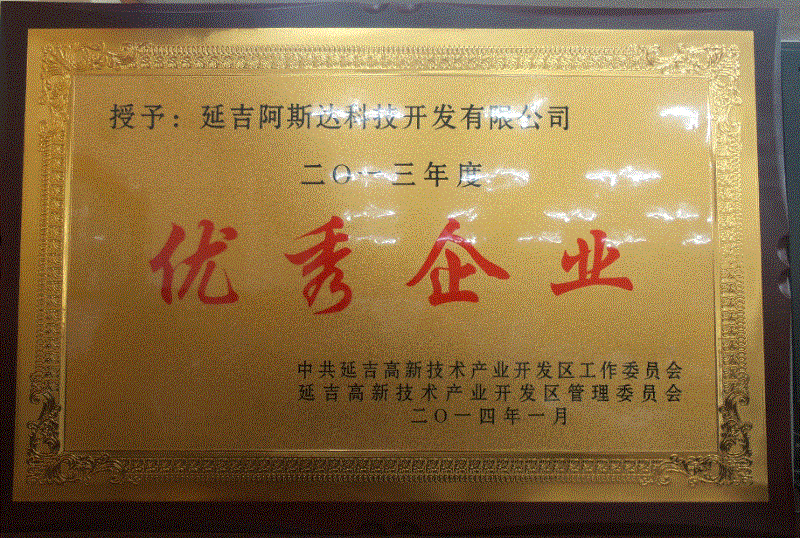 授予：延吉阿斯达科技开发有限公司
二〇一三年度
优秀企业
中共延吉高新技术产业开发区工作委员会
延吉高新技术产业开发区管理委员会
二〇一四年一月